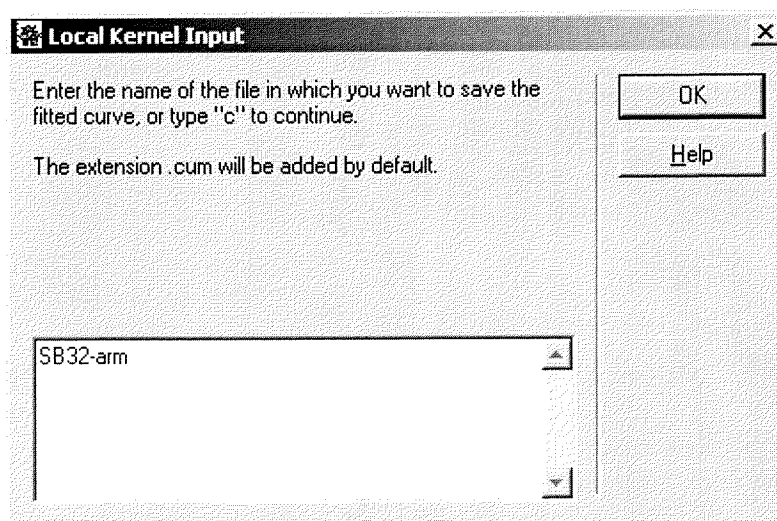 Local Kernel Input
Enter the name of the file in which you want to save the
fitted curve, or type "c" to continue.
The extension .cum will be added by default.
OK
Help
SB32-arm